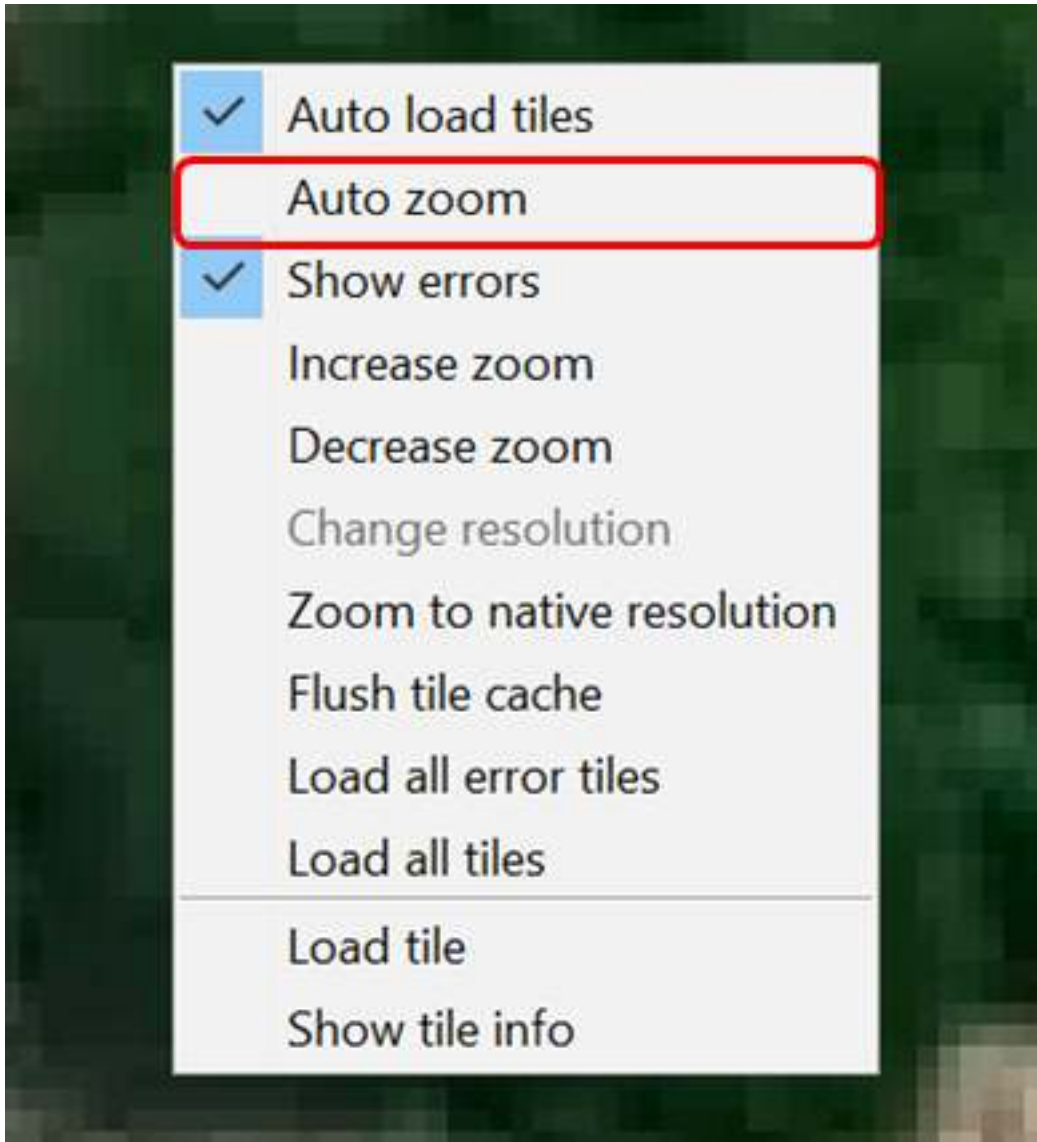 Auto load tiles
Auto zoom
Show errors
Increase zoom
Decrease zoom
Change resolution
Zoom to native resolution
Flush tile cache
Load all error tiles
Load all tiles
Load tile
Show tile info